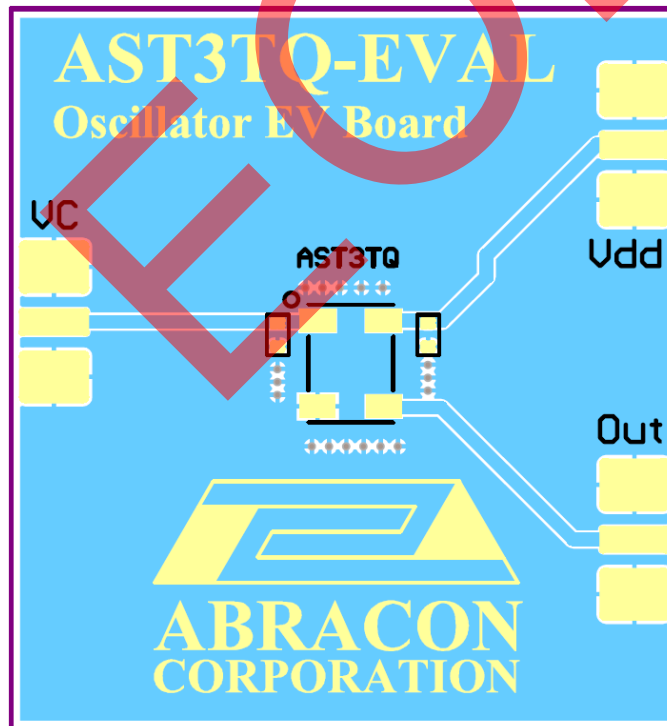 AST3TQ-EVAL
Oscillator EV Board
VC
Vdd
AST3TQ
Out
ABRACON
CORPORATION